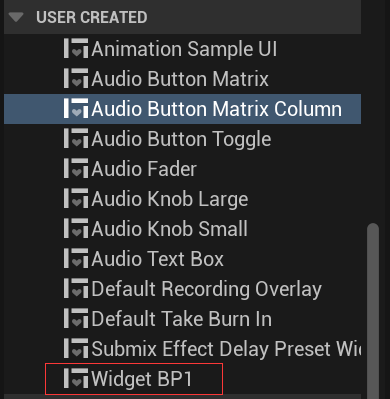 USER CREATED
Animation Sample UI
Audio Button Matrix
Audio Button Matrix Column
Audio Button Toggle
Audio Fader
Audio Knob Large
Audio Knob Small
Audio Text Box
Default Recording Overlay
Default Take Burn In
Submix Effect Delay Preset
Widget BP1